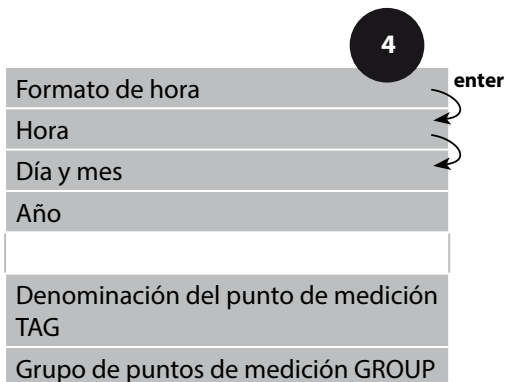 4
enter
Formato de hora
Hora
Día y mes
Año
Denominación del punto de medición
TAG
Grupo de puntos de medición GROUP